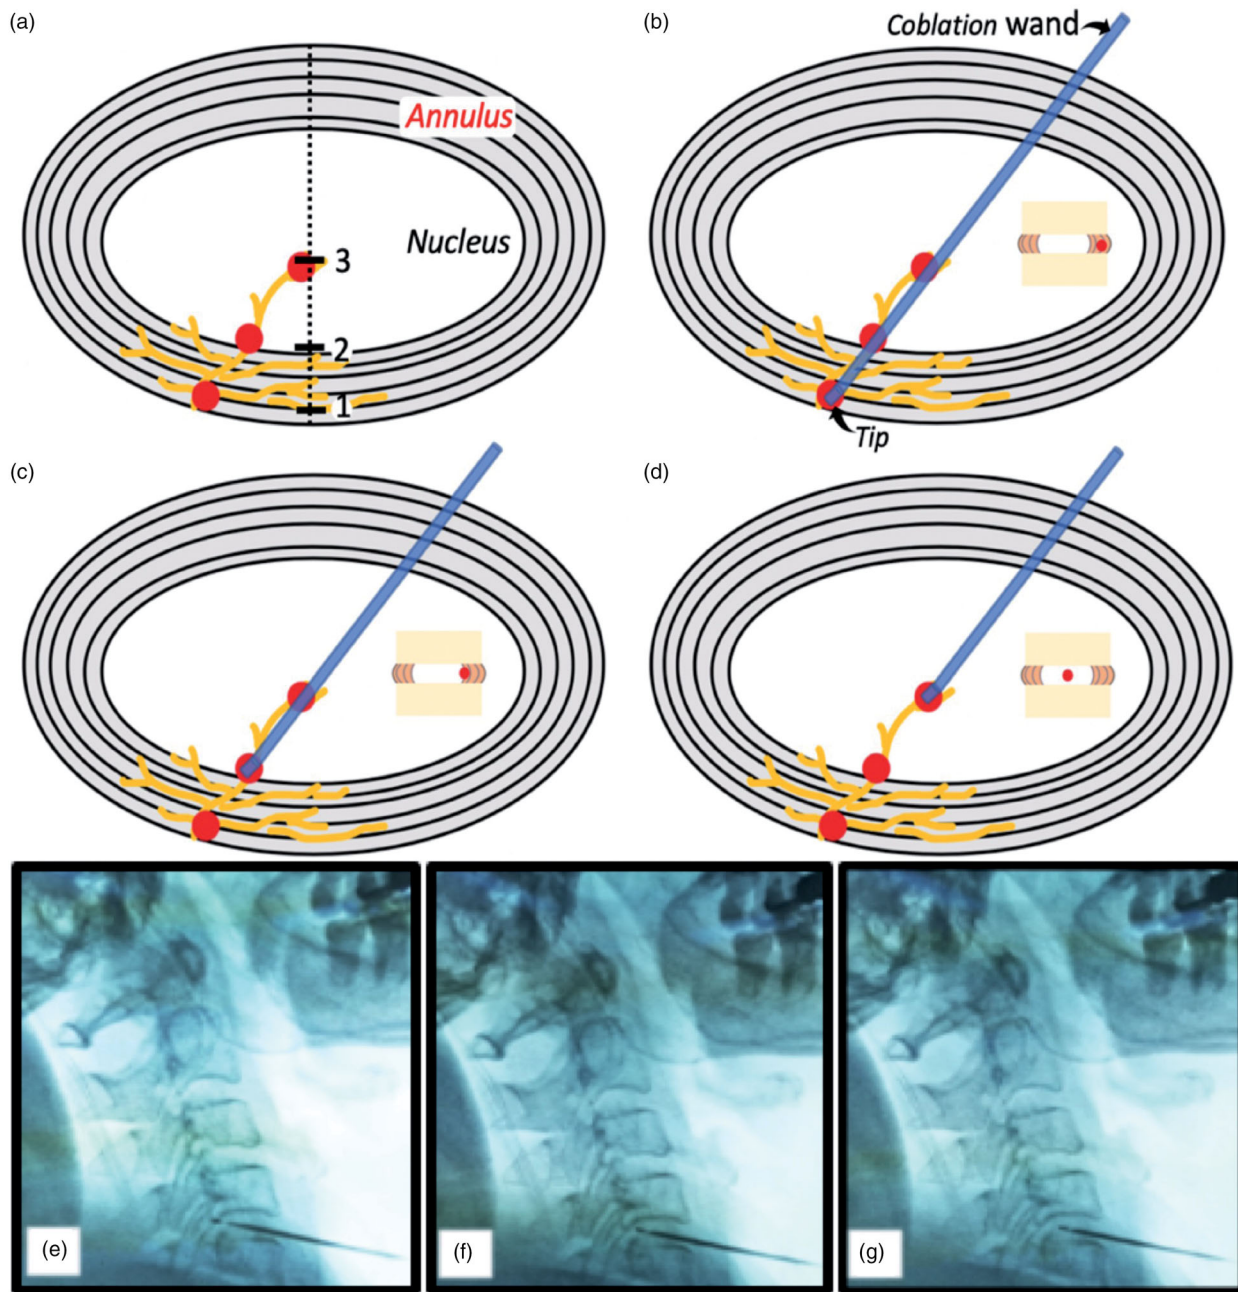 (a)
Annulus
Nucleus
3
2
1
(b)
Coblation wand
Tip
(c)
(d)
(e)
(f)
(g)